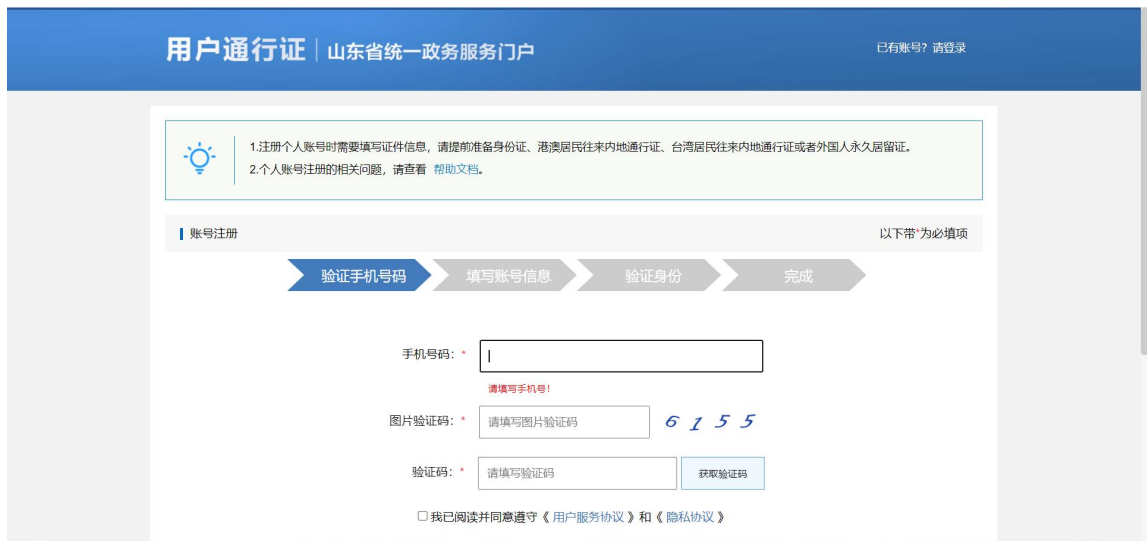 用户通行证 | 山东省统一政务服务门户
已有账号？请登录
1.注册个人账号时需要填写证件信息，请提前准备身份证、港澳居民往来内地通行证、台湾居民往来内地通行证或者外国人永久居留证。
2.个人账号注册的相关问题，请查看 帮助文档。
账号注册
以下带*为必填项
验证手机号码
填写账号信息
验证身份
完成
手机号码：*
请填写手机号！
图片验证码：* 请填写图片验证码 6 1 5 5
验证码：* 请填写验证码 获取验证码
我已阅读并同意遵守《 用户服务协议 》和《 隐私协议 》